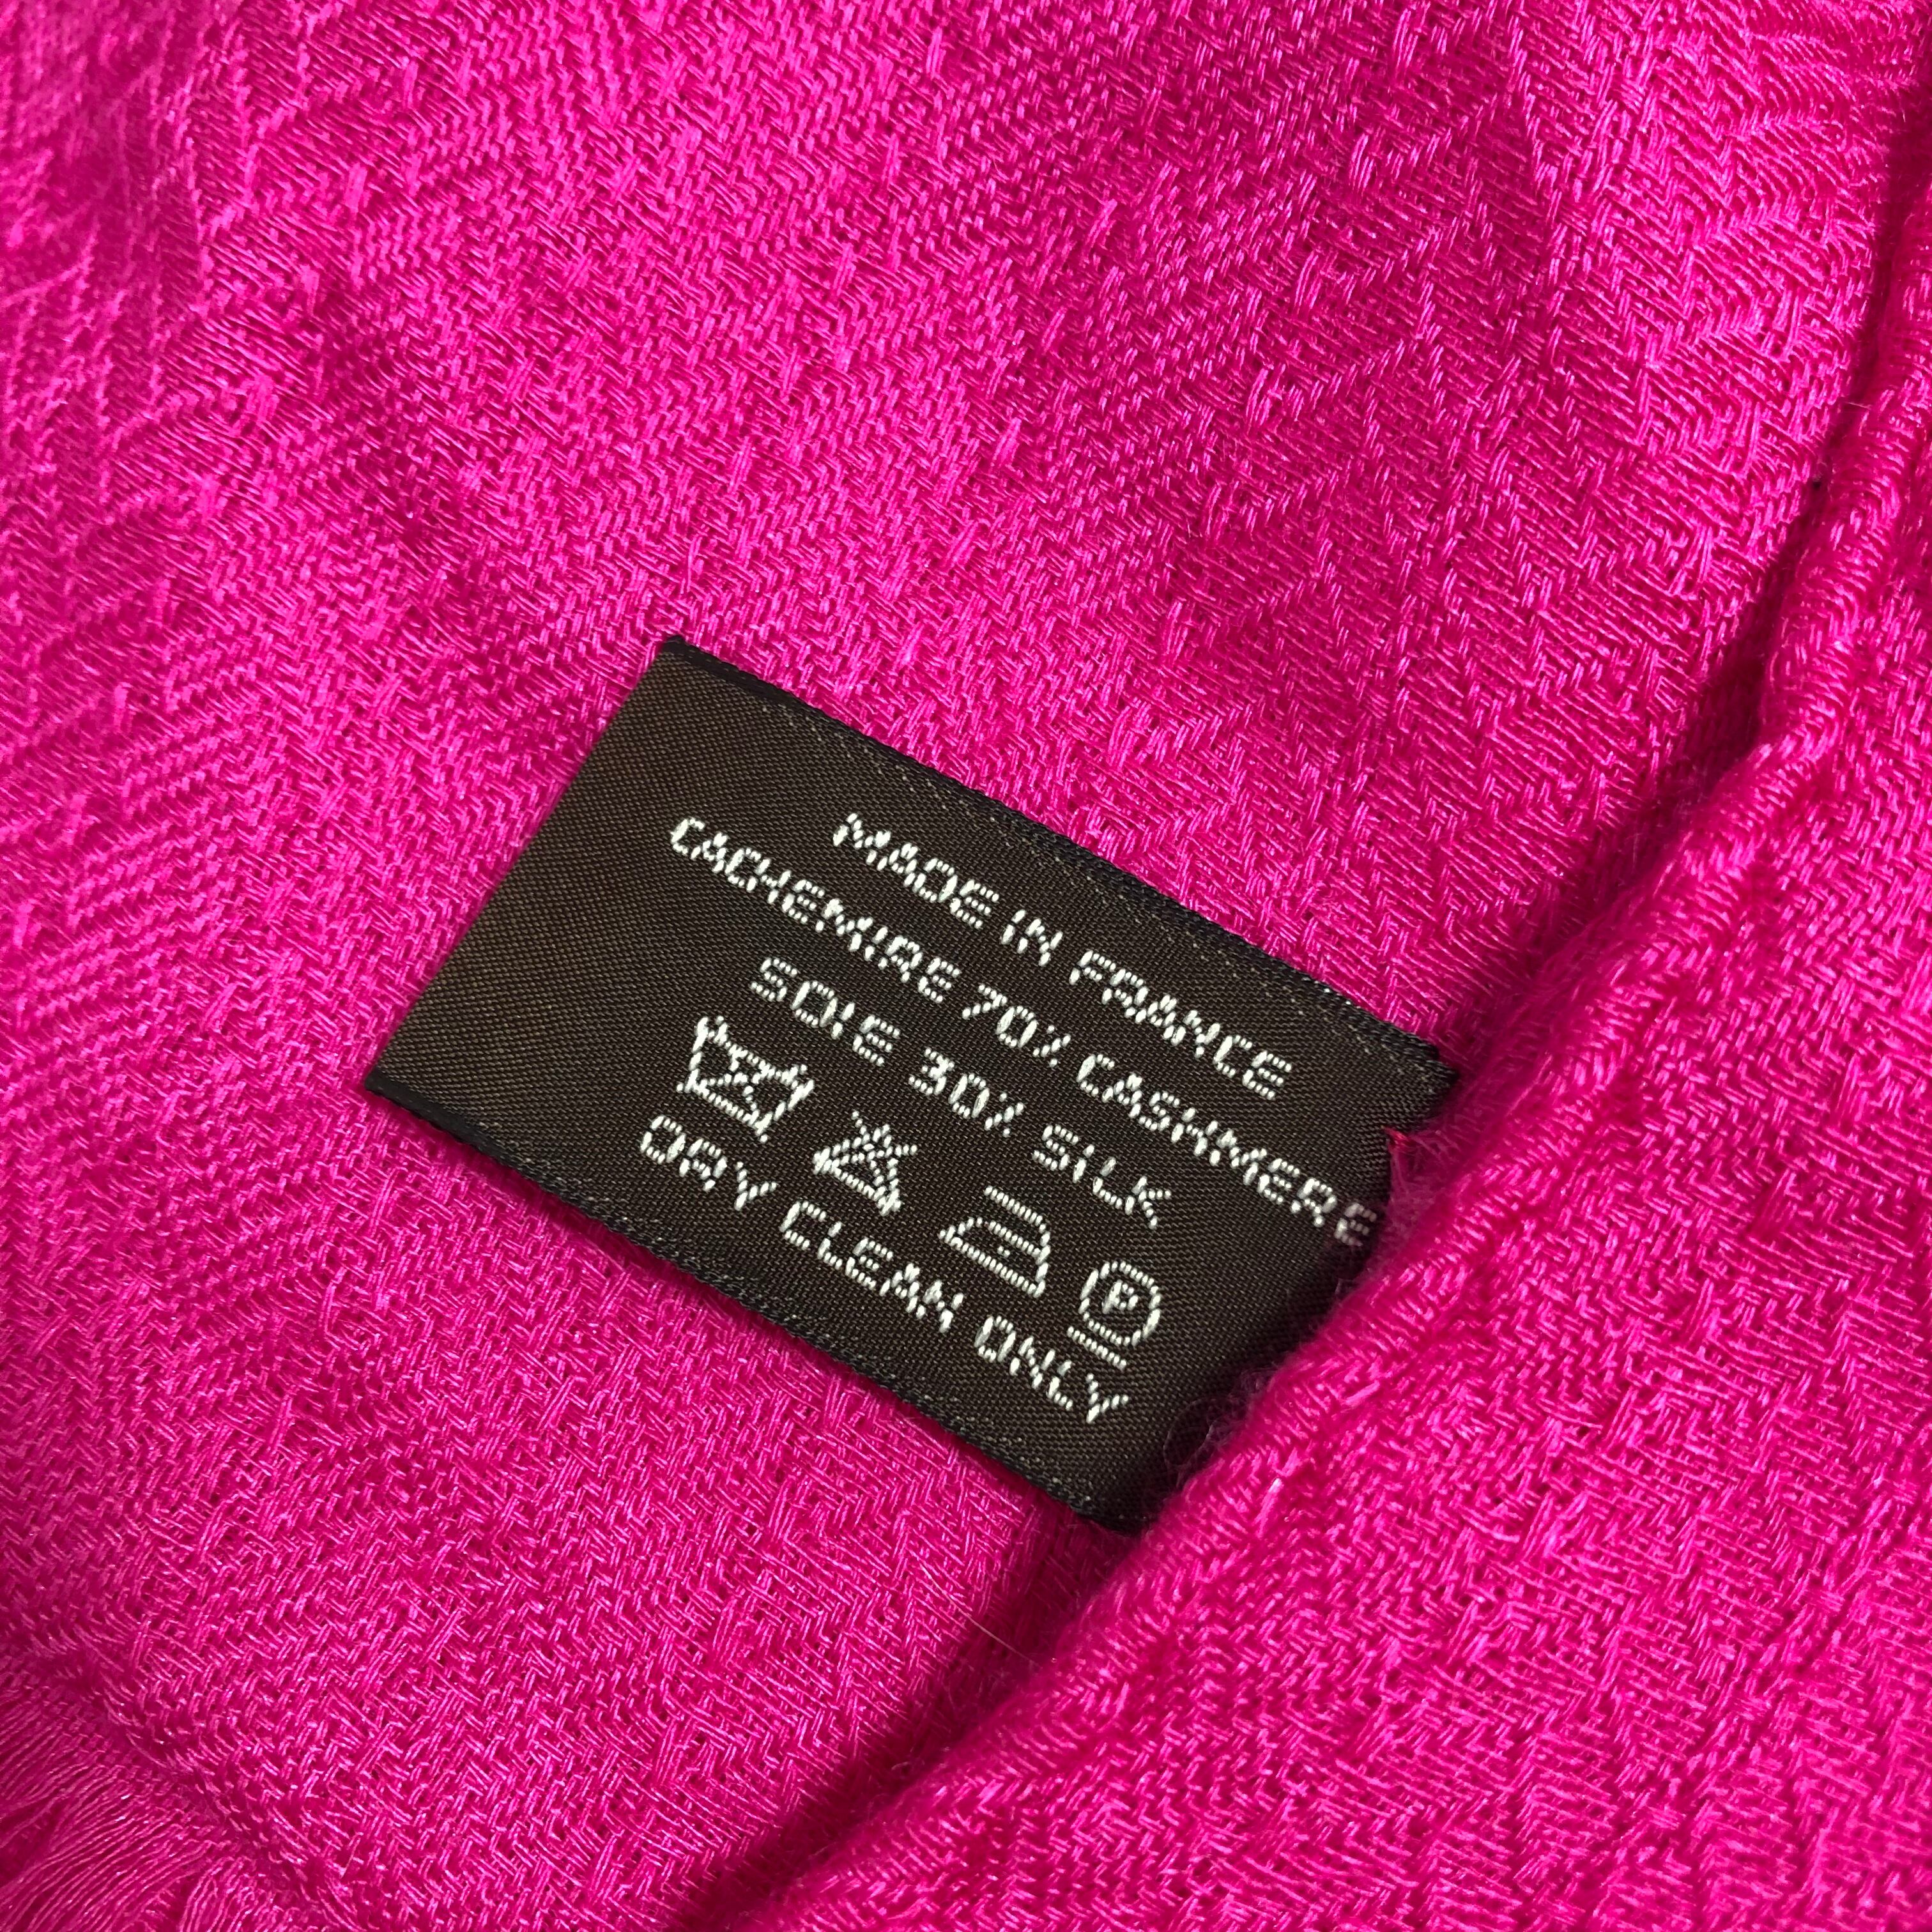 MADE IN FRANCE
CACHEMIRE 70% CASHMERE
SOIE 30% SILK
P
DRY CLEAN ONLY